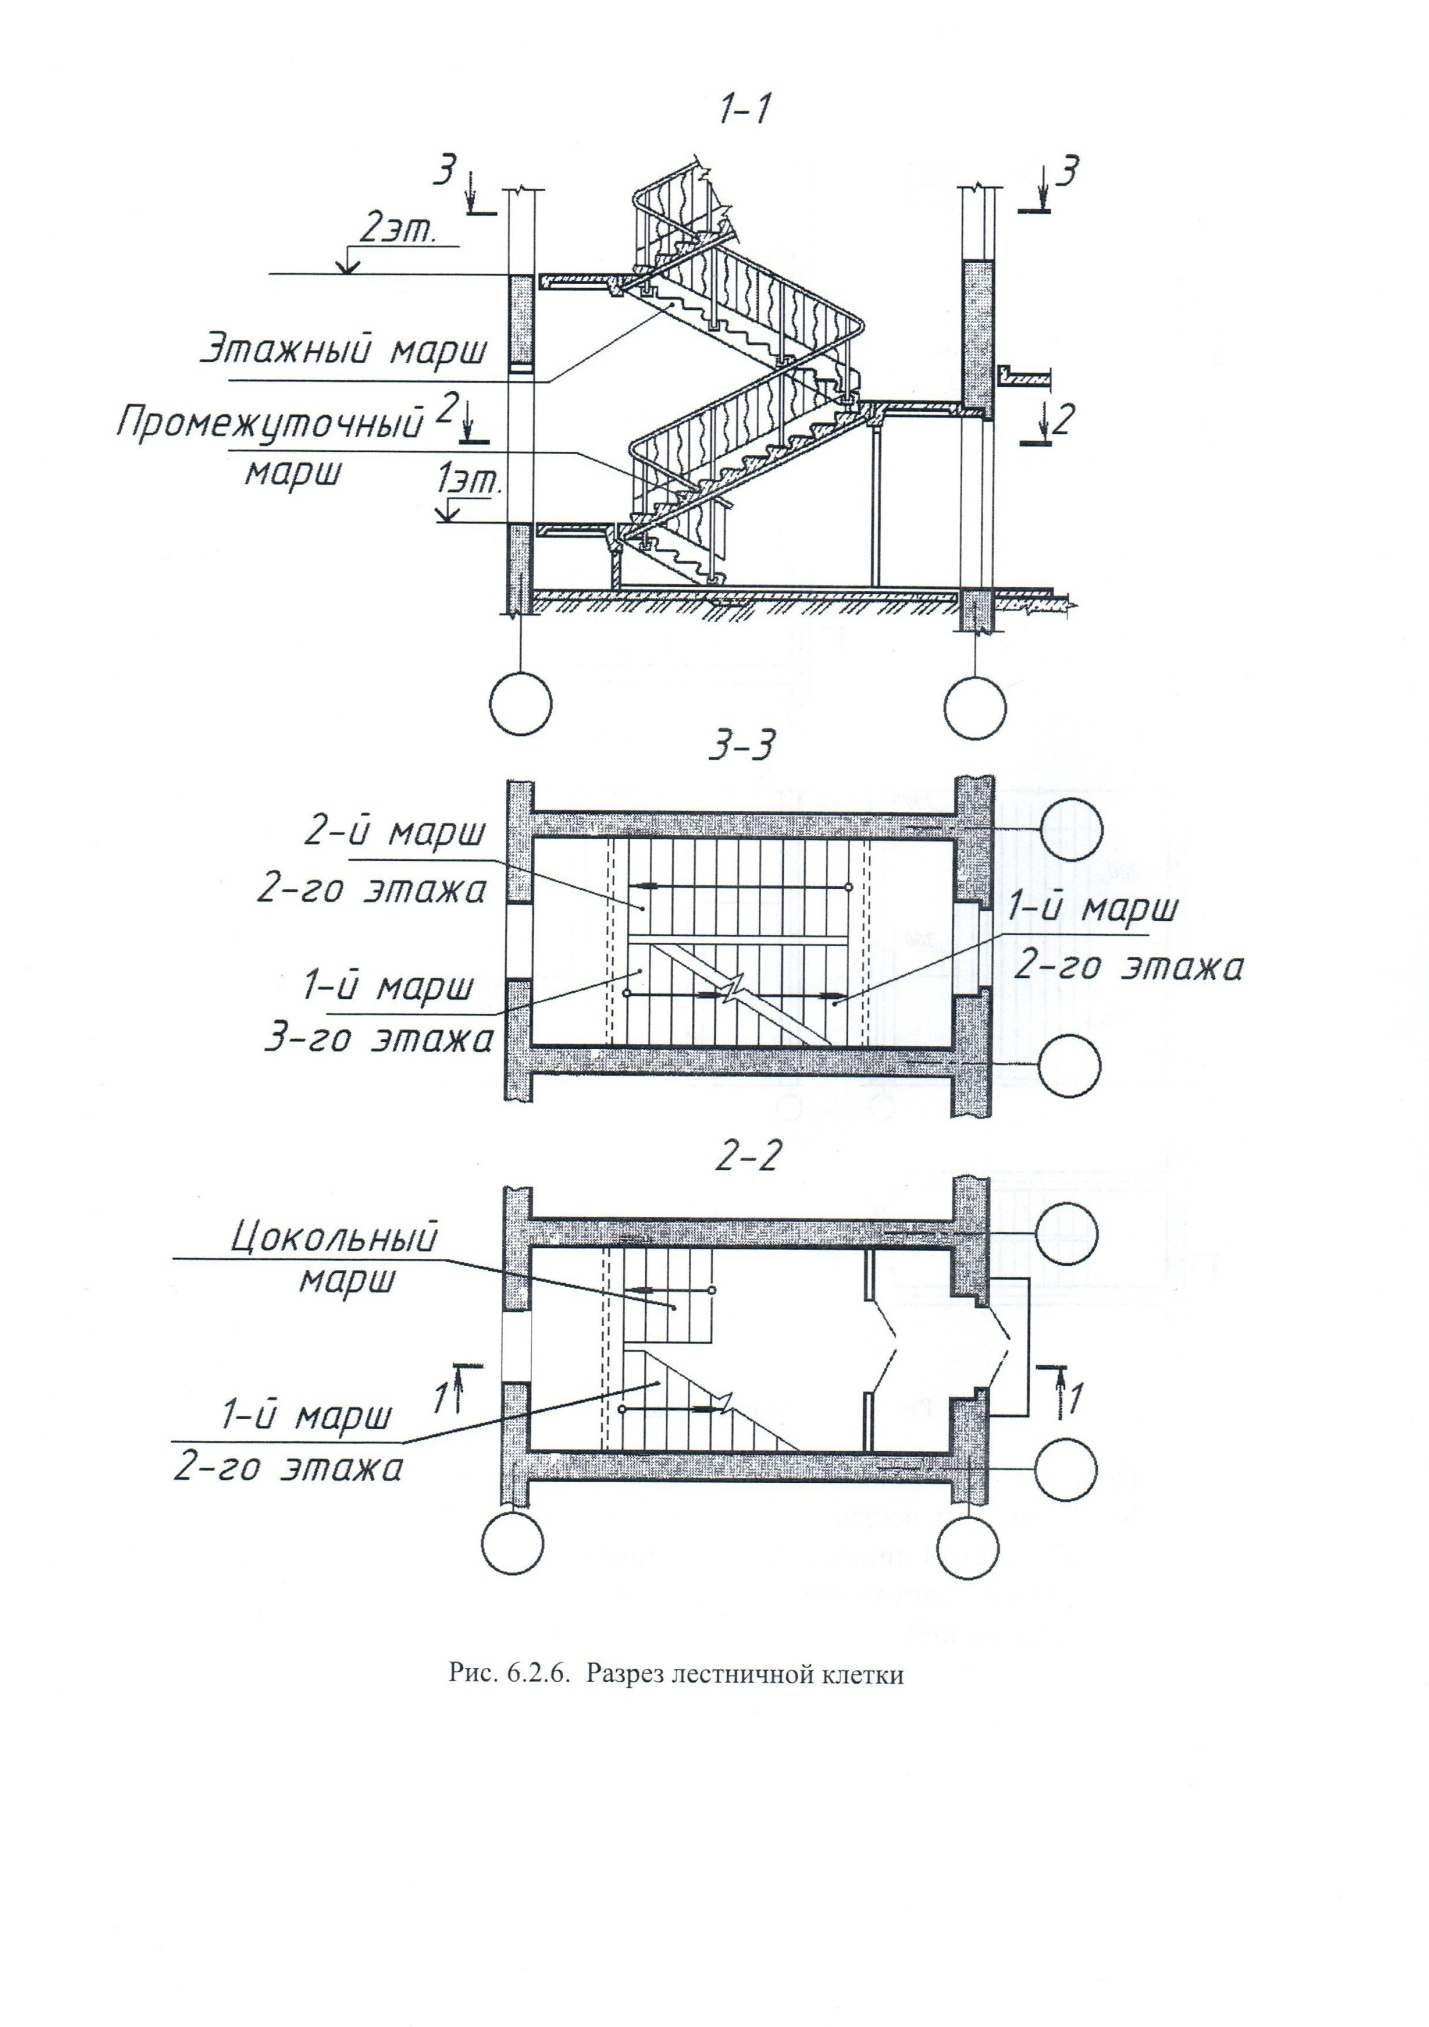 1-1
3
3
2эт.
Этажный марш
Промежуточный
марш
2
2
1эт.
3-3
2-й марш
2-го этажа
1-й марш
2-го этажа
1-й марш
3-го этажа
2-2
Цокольный
марш
1
1
1-й марш
2-го этажа
Рис. 6.2.6. Разрез лестничной клетки